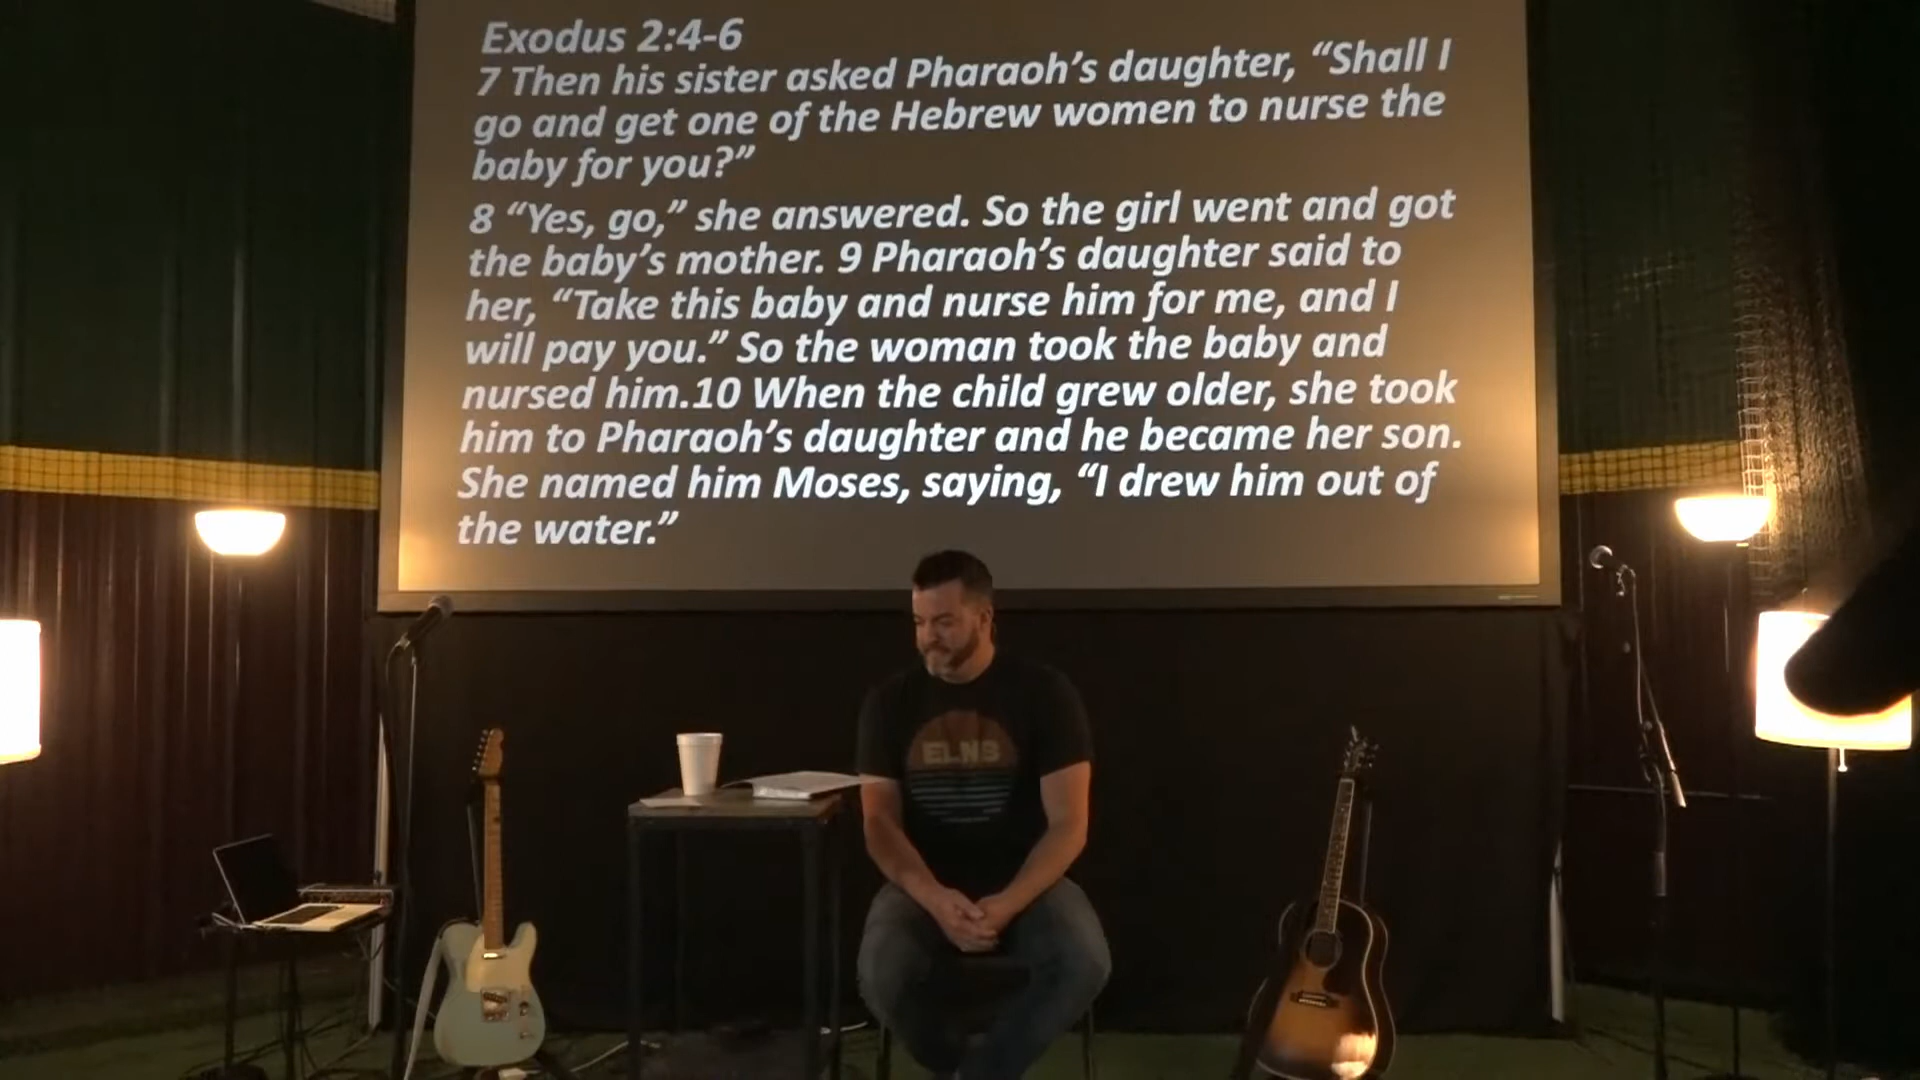 Exodus 2:4-6
7 Then his sister asked Pharaoh’s daughter, “Shall I
go and get one of the Hebrew women to nurse the
baby for you?”
8 “Yes, go,” she answered. So the girl went and got
the baby’s mother. 9 Pharaoh’s daughter said to
her, “Take this baby and nurse him for me, and I
will pay you.” So the woman took the baby and
nursed him.10 When the child grew older, she took
him to Pharaoh’s daughter and he became her son.
She named him Moses, saying, “I drew him out of
the water.”
ELNB